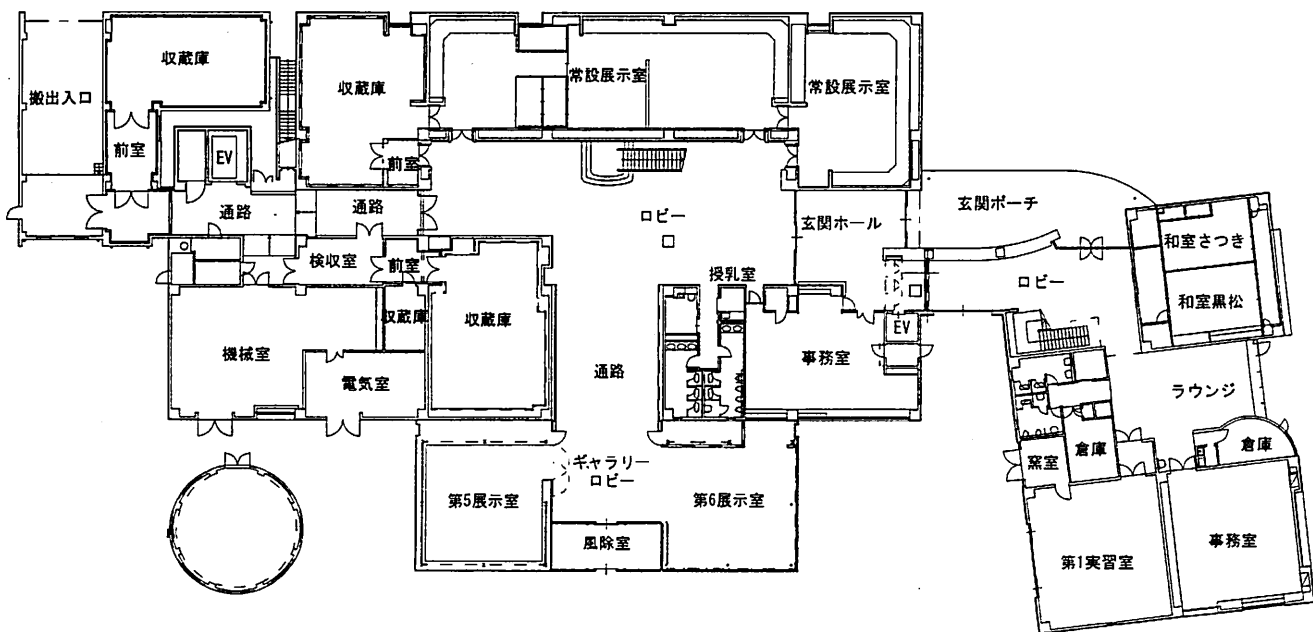 収蔵庫
搬出入口
前室
EV
通路
収蔵庫
前室
通路
常設展示室
常設展示室
ロビー
玄関ホール
玄関ポーチ
和室さつき
和室黒松
ロビー
検収室
前室
収蔵庫
収蔵庫
機械室
電気室
授乳室
通路
事務室
EV
ラウンジ
倉庫
倉庫
窯室
第1実習室
事務室
ギャラリー
ロビー
第5展示室
第6展示室
風除室